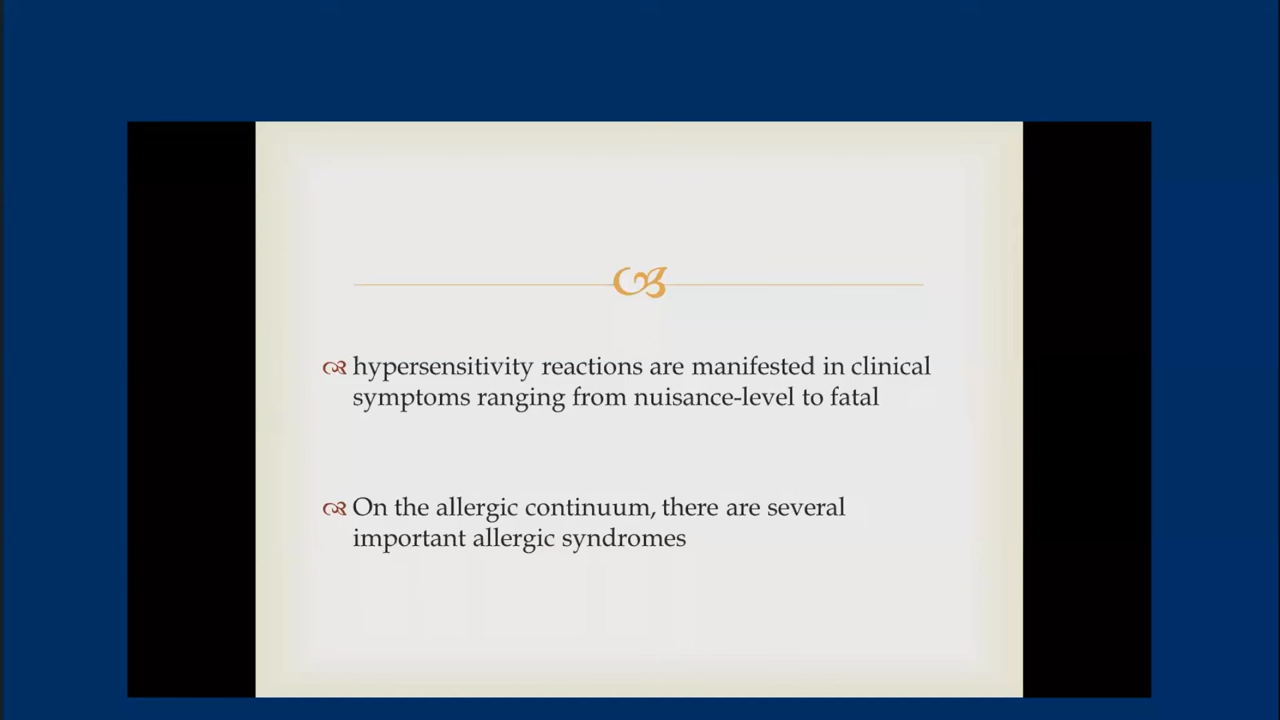 hypersensitivity reactions are manifested in clinical
symptoms ranging from nuisance-level to fatal
On the allergic continuum, there are several
important allergic syndromes